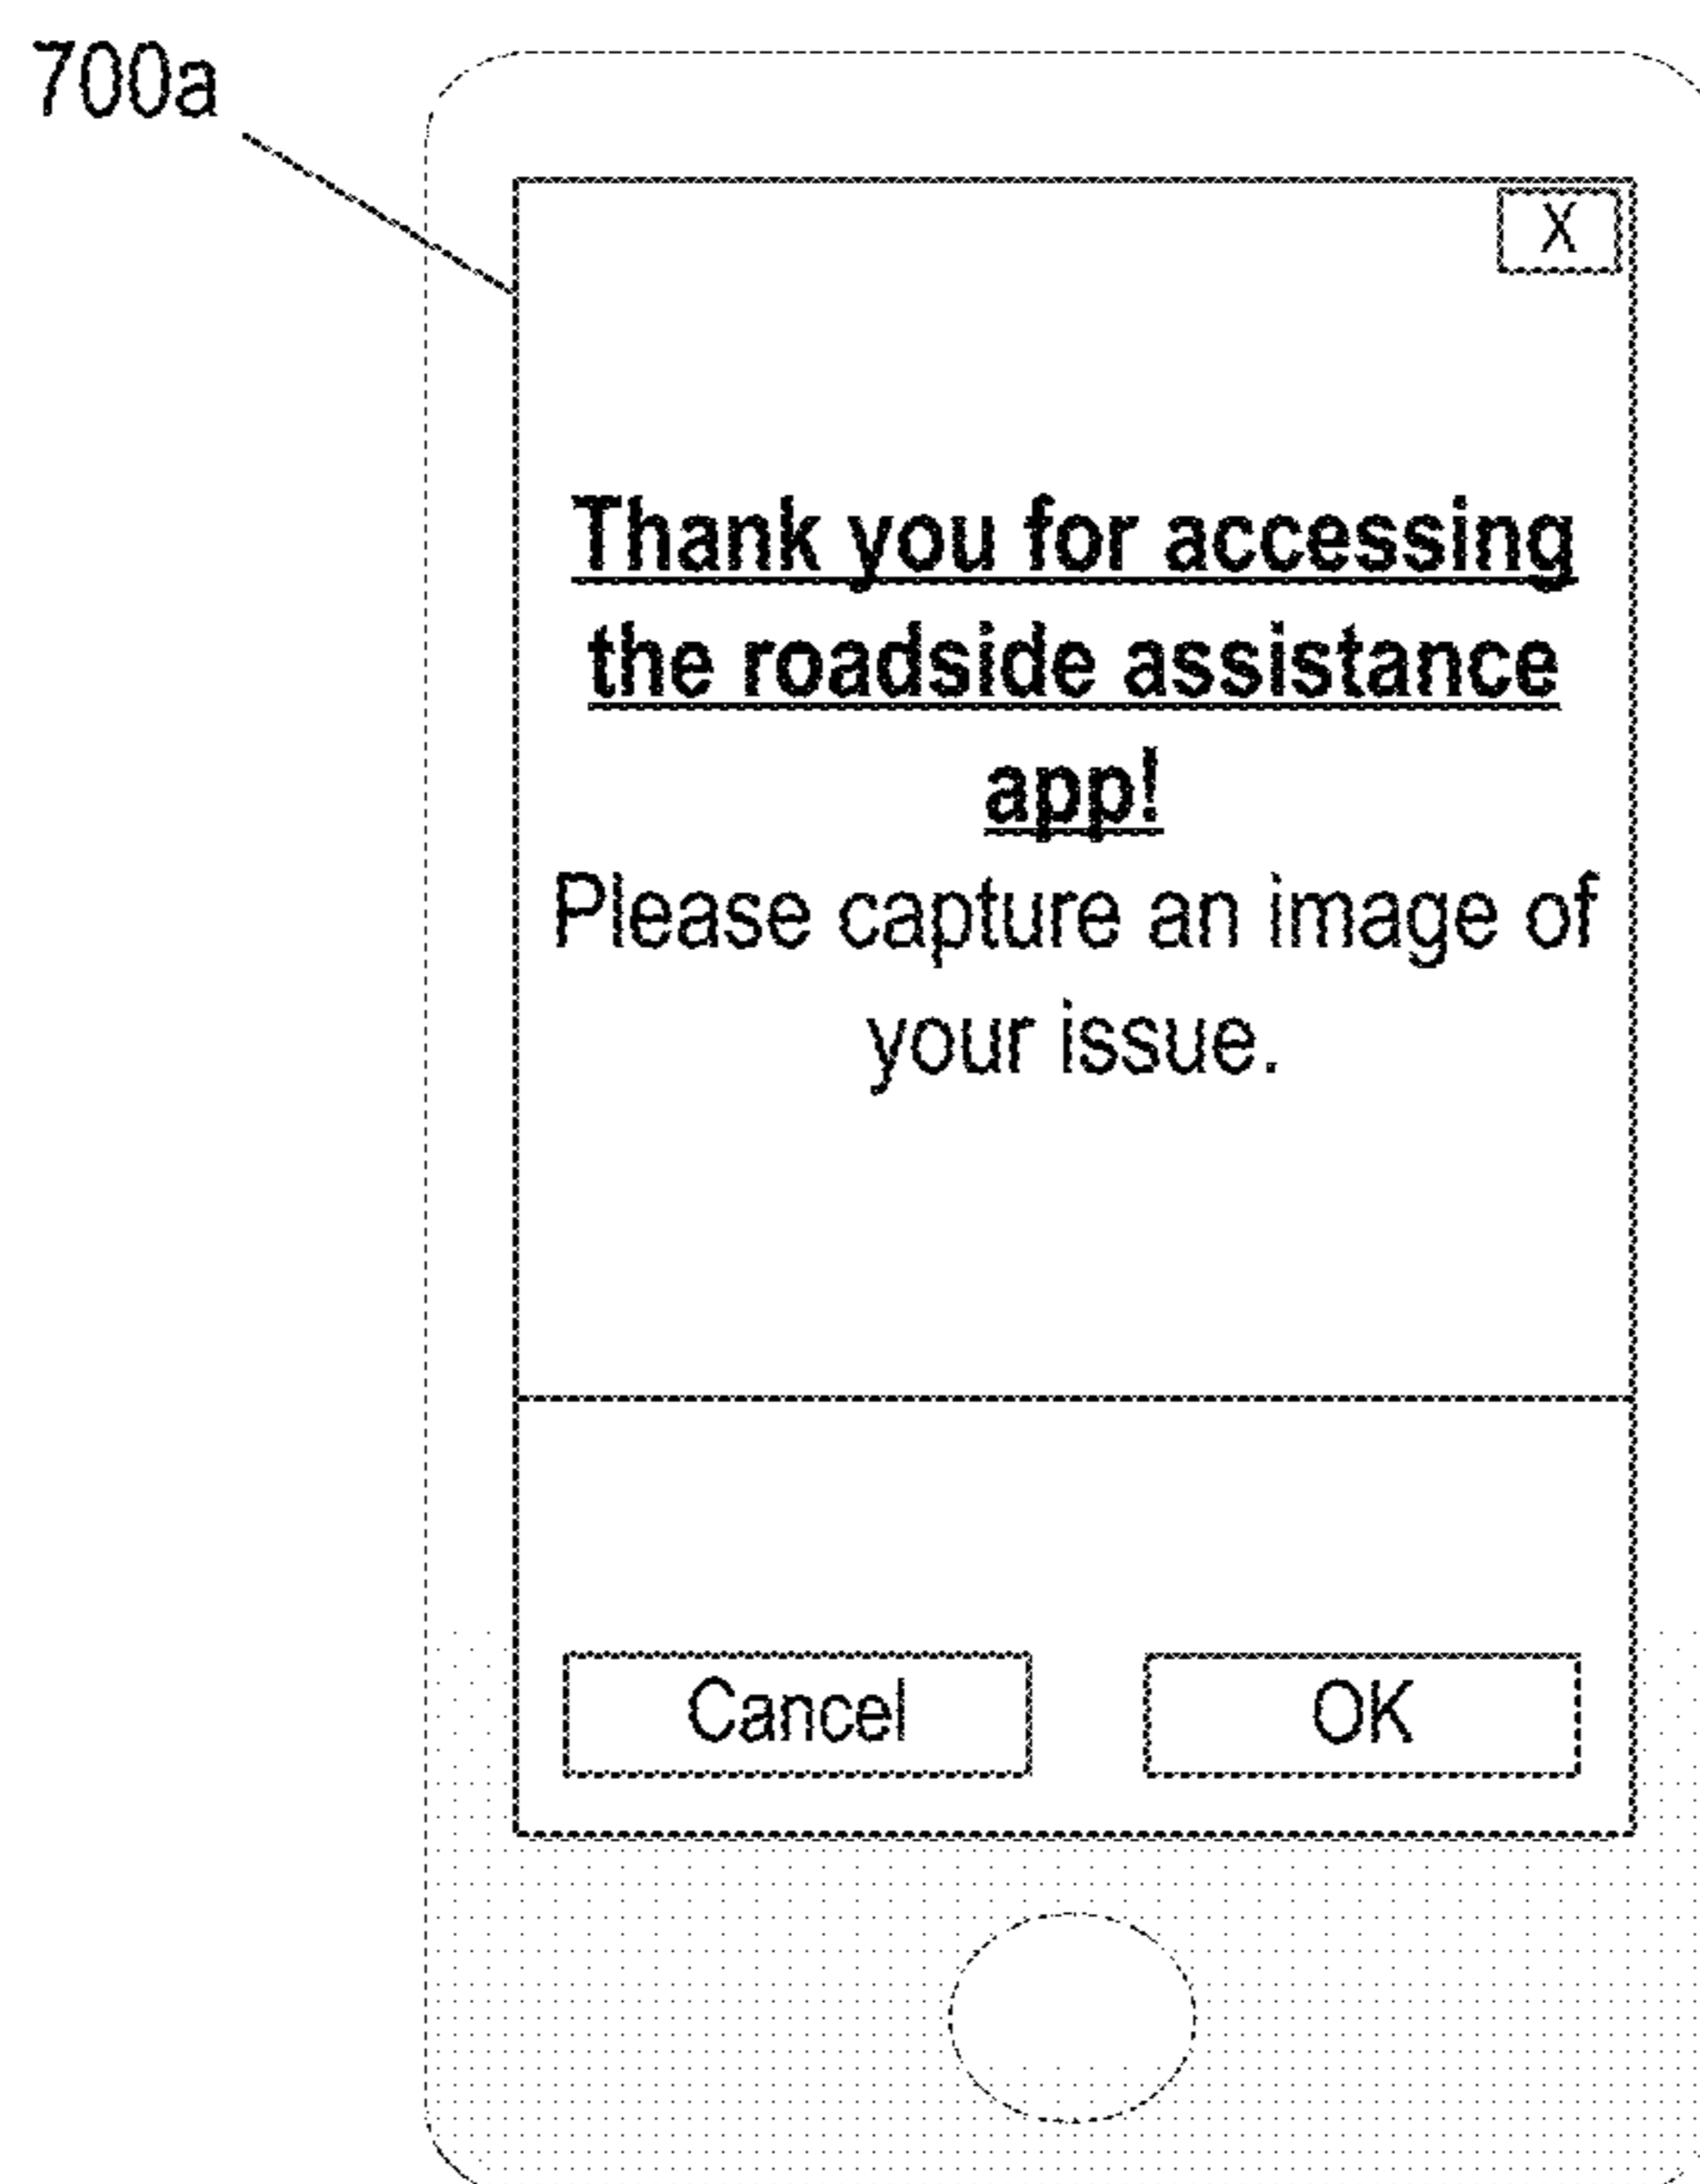 700a
X
Thank you for accessing
the roadside assistance
app!
Please capture an image of
your issue.
Cancel
OK